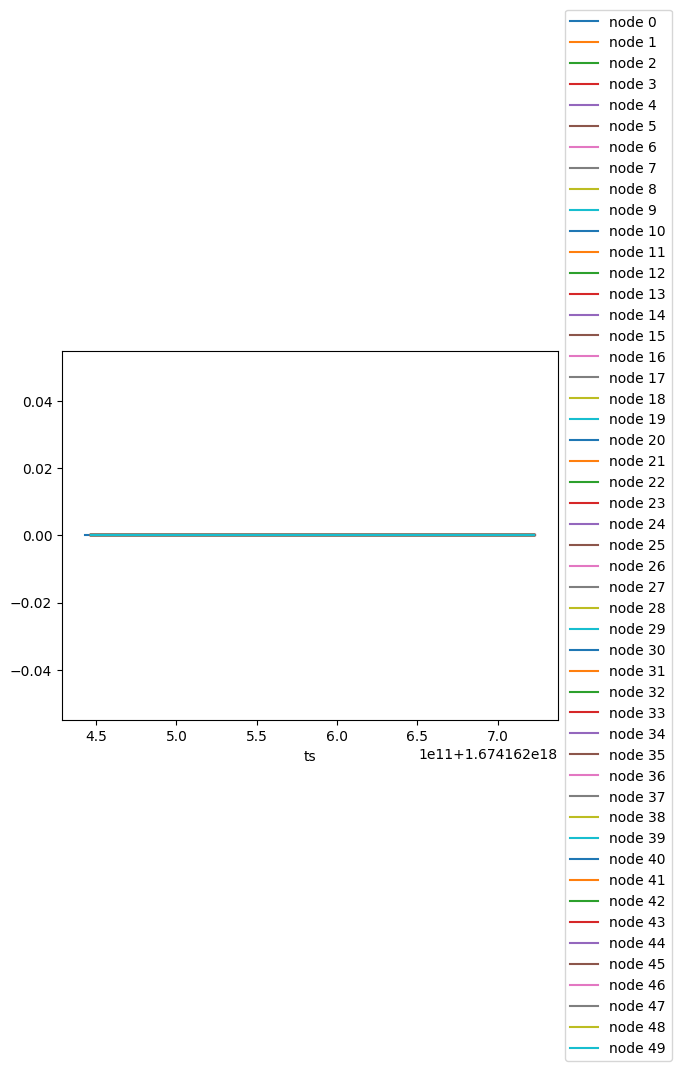 0.04
0.02
0.00
−0.02
−0.04
4.5 5.0 5.5 6.0 6.5 7.0
ts
1e11+1.674162e18
node 0
node 1
node 2
node 3
node 4
node 5
node 6
node 7
node 8
node 9
node 10
node 11
node 12
node 13
node 14
node 15
node 16
node 17
node 18
node 19
node 20
node 21
node 22
node 23
node 24
node 25
node 26
node 27
node 28
node 29
node 30
node 31
node 32
node 33
node 34
node 35
node 36
node 37
node 38
node 39
node 40
node 41
node 42
node 43
node 44
node 45
node 46
node 47
node 48
node 49